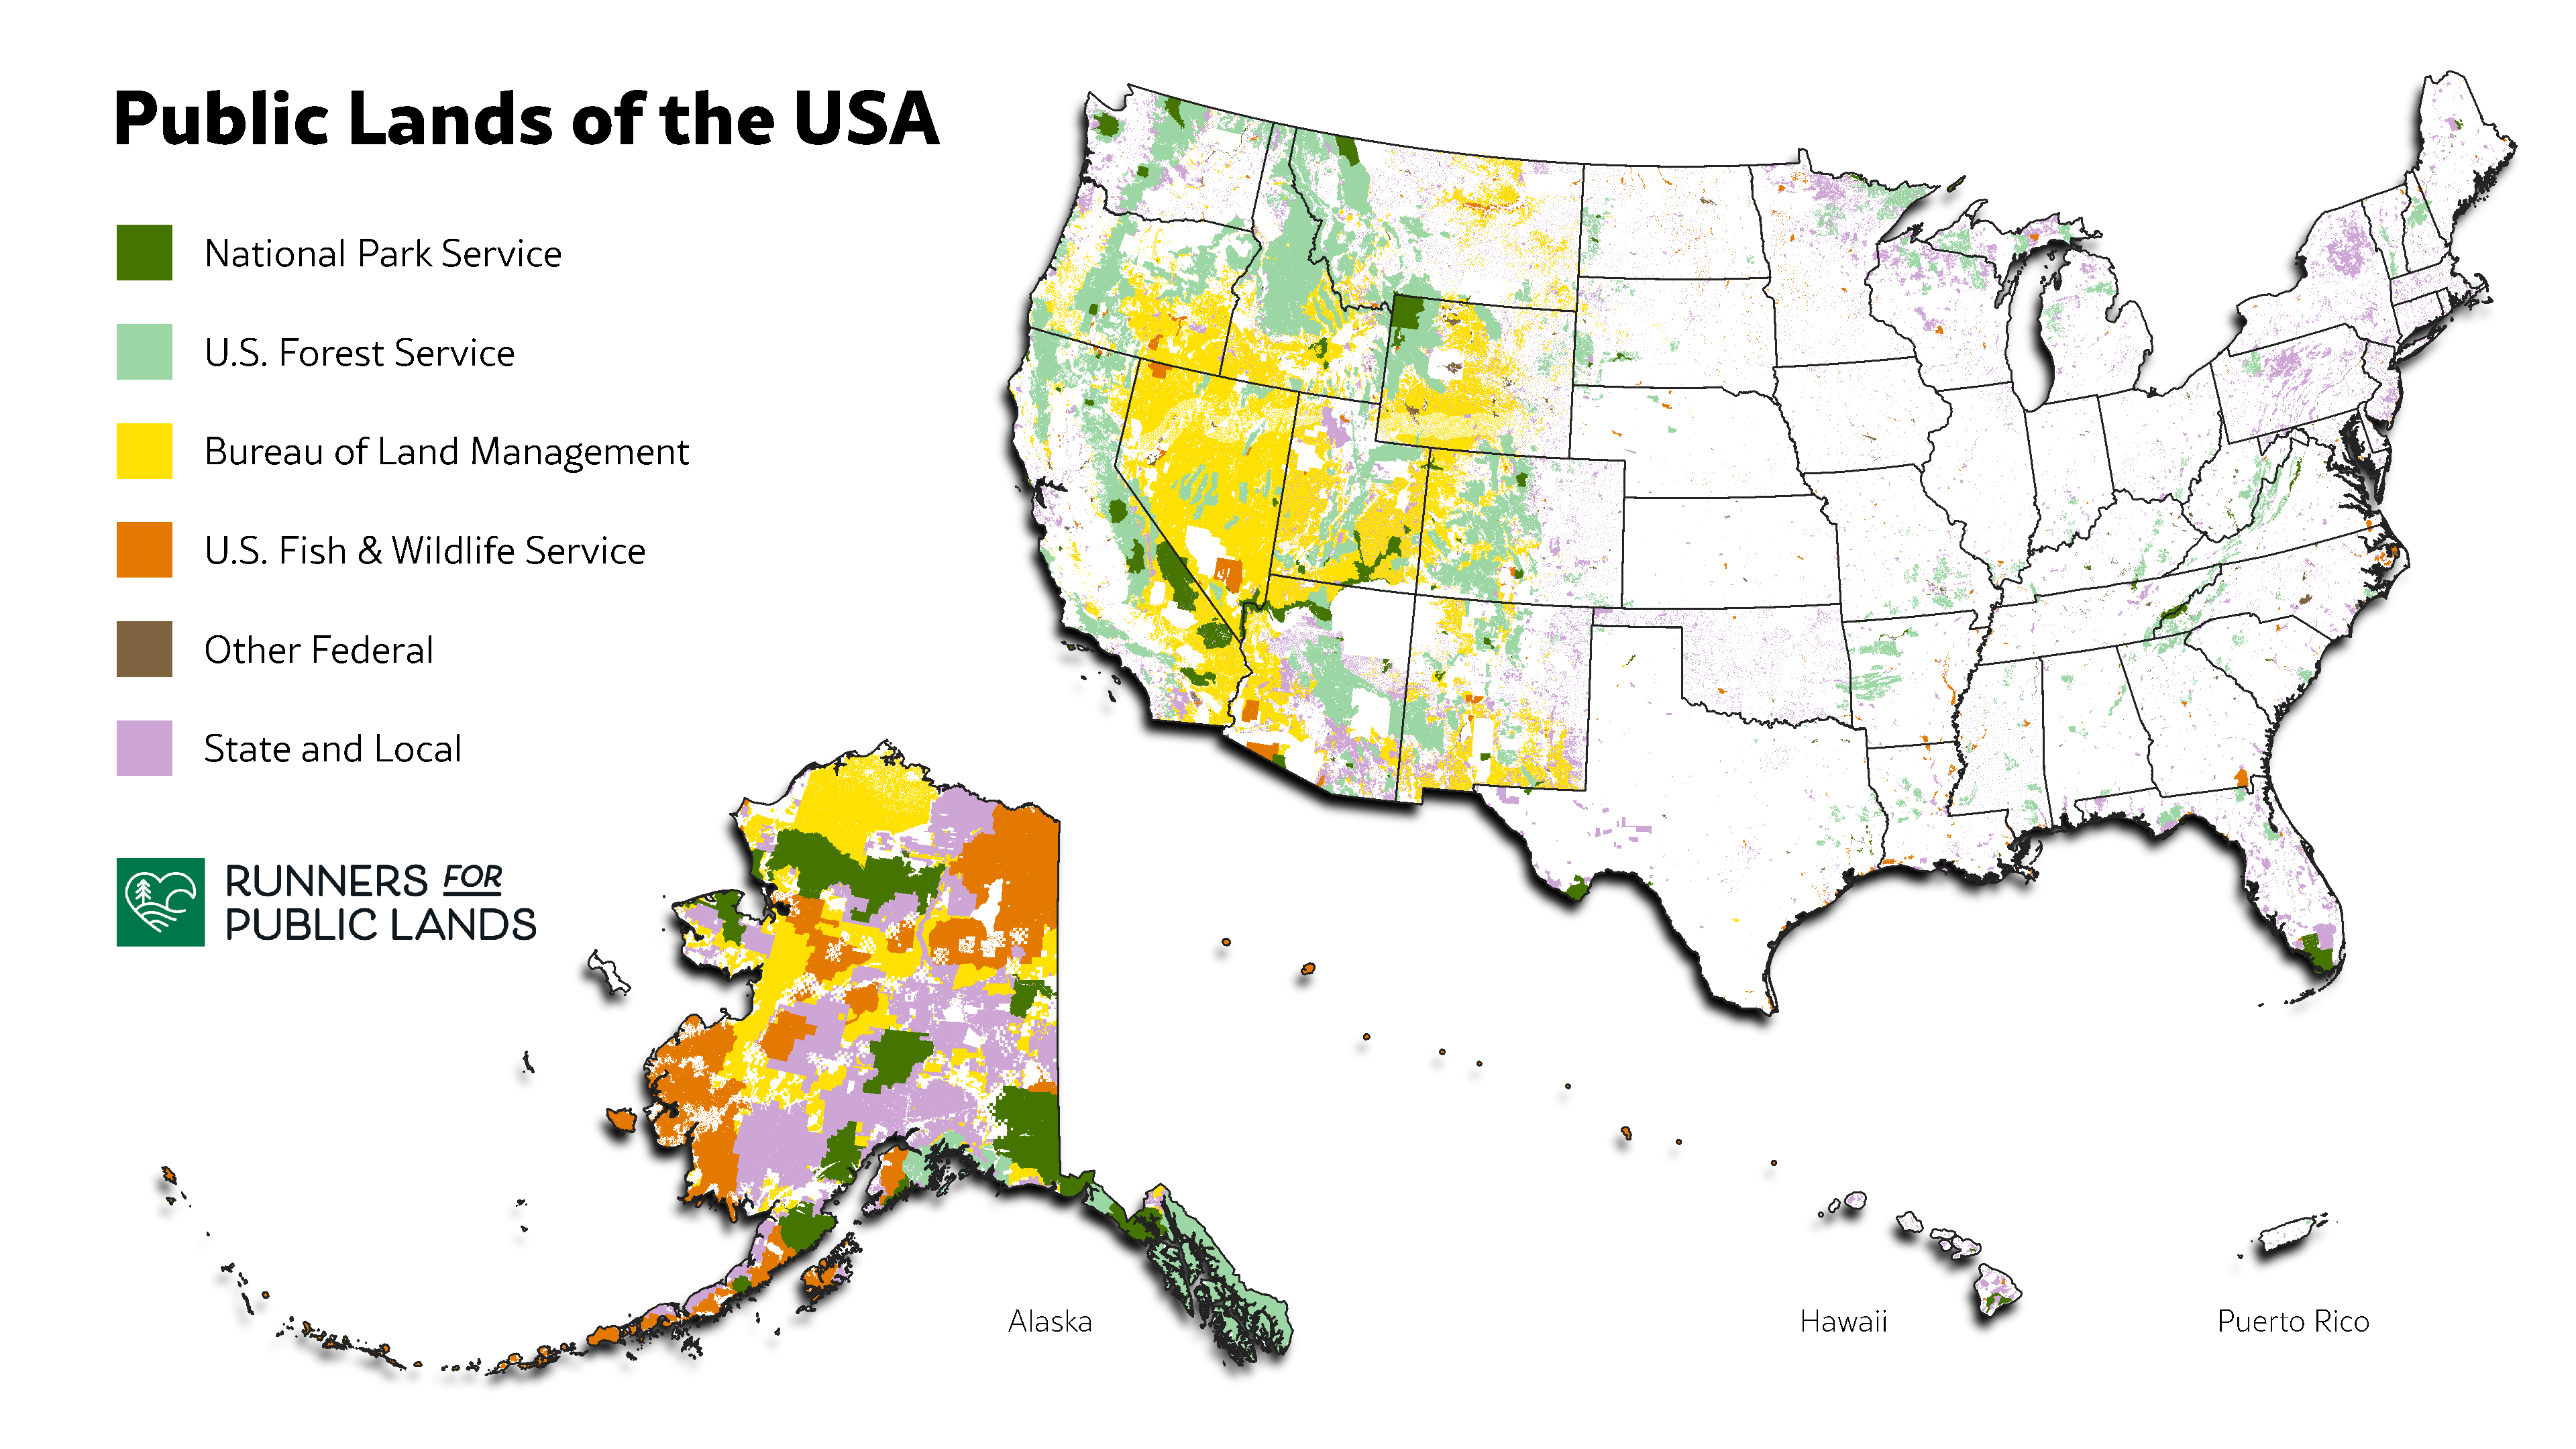 Public Lands of the USA
National Park Service
U.S. Forest Service
Bureau of Land Management
U.S. Fish & Wildlife Service
Other Federal
State and Local
RUNNERS FOR
PUBLIC LANDS
Alaska
Hawaii
Puerto Rico